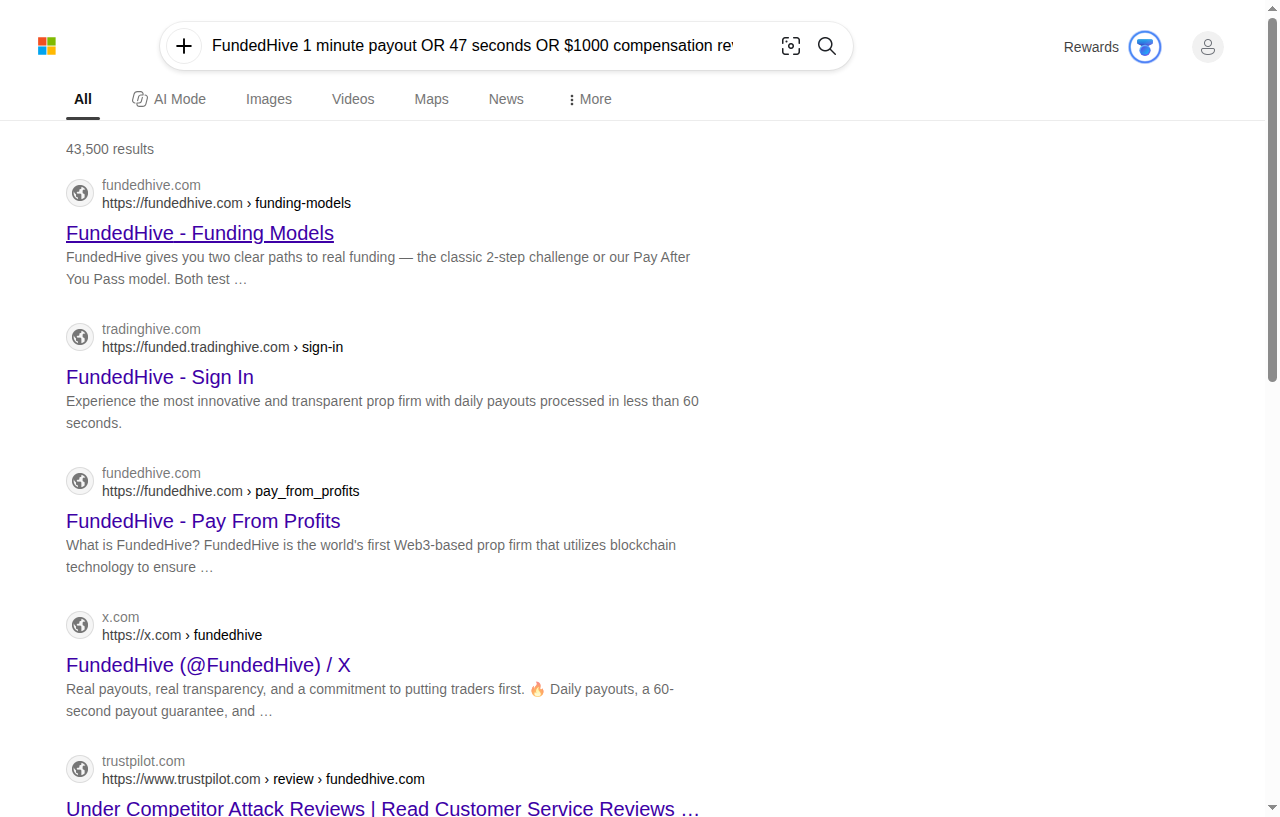 FundedHive 1 minute payout OR 47 seconds OR $1000 compensation re
Rewards
All
AI Mode
Images
Videos
Maps
News
More
43,500 results
fundedhive.com
https://fundedhive.com › funding-models
FundedHive - Funding Models
FundedHive gives you two clear paths to real funding — the classic 2-step challenge or our Pay After
You Pass model. Both test …
tradinghive.com
https://funded.tradinghive.com › sign-in
FundedHive - Sign In
Experience the most innovative and transparent prop firm with daily payouts processed in less than 60
seconds.
fundedhive.com
https://fundedhive.com › pay_from_profits
FundedHive - Pay From Profits
What is FundedHive? FundedHive is the world's first Web3-based prop firm that utilizes blockchain
technology to ensure …
x.com
https://x.com › fundedhive
FundedHive (@FundedHive) / X
Real payouts, real transparency, and a commitment to putting traders first. 🔥 Daily payouts, a 60-
second payout guarantee, and …
trustpilot.com
https://www.trustpilot.com › review › fundedhive.com
Under Competitor Attack Reviews | Read Customer Service Reviews …